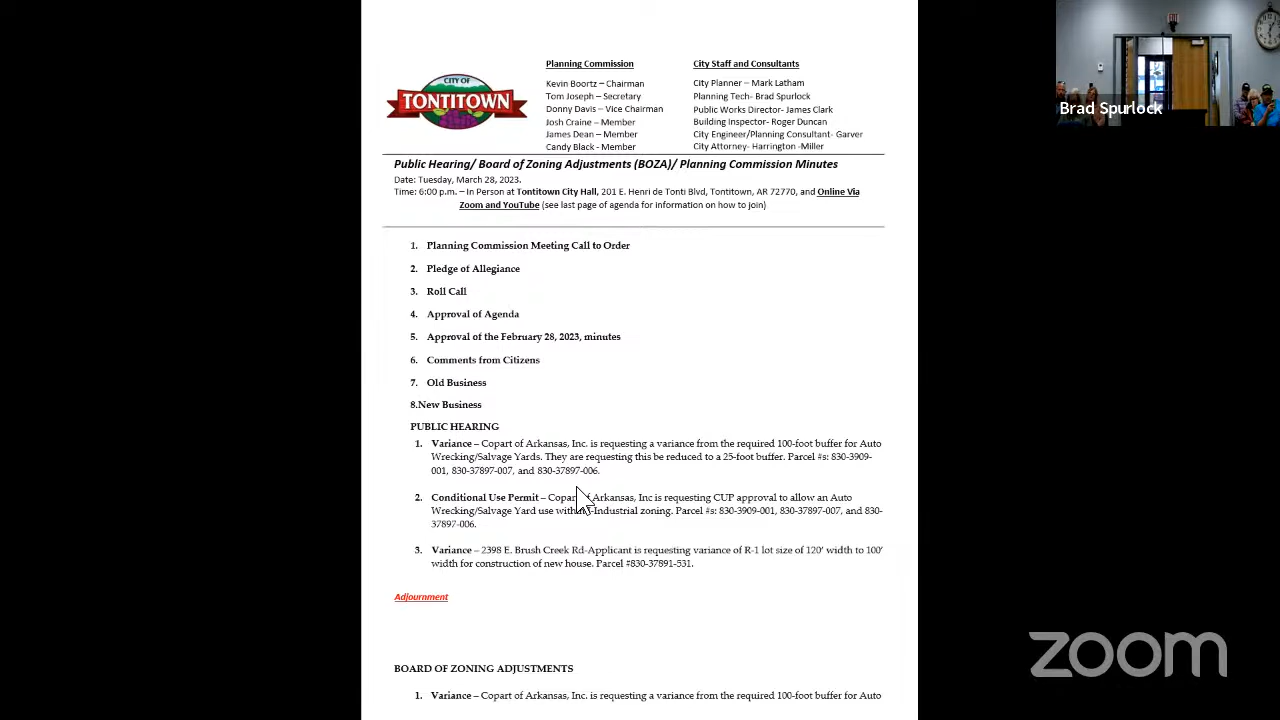 Planning Commission
City Staff and Consultants
CITY OF
TONTITOWN
Kevin Boortz – Chairman
Tom Joseph – Secretary
Donny Davis – Vice Chairman
Josh Craine – Member
James Dean – Member
Candy Black - Member
City Planner – Mark Latham
Planning Tech- Brad Spurlock
Public Works Director- James Clark
Building Inspector- Roger Duncan
City Engineer/Planning Consultant- Garver
City Attorney- Harrington -Miller
Public Hearing/ Board of Zoning Adjustments (BOZA)/ Planning Commission Minutes
Date: Tuesday, March 28, 2023.
Time: 6:00 p.m. – In Person at Tontitown City Hall, 201 E. Henri de Tonti Blvd, Tontitown, AR 72770, and Online Via
Zoom and YouTube (see last page of agenda for information on how to join)
1. Planning Commission Meeting Call to Order
2. Pledge of Allegiance
3. Roll Call
4. Approval of Agenda
5. Approval of the February 28, 2023, minutes
6. Comments from Citizens
7. Old Business
8.New Business
PUBLIC HEARING
1. Variance – Copart of Arkansas, Inc. is requesting a variance from the required 100-foot buffer for Auto
Wrecking/Salvage Yards. They are requesting this be reduced to a 25-foot buffer. Parcel #s: 830-3909-
001, 830-37897-007, and 830-37897-006.
2. Conditional Use Permit – Copart of Arkansas, Inc is requesting CUP approval to allow an Auto
Wrecking/Salvage Yard use within -Industrial zoning. Parcel #s: 830-3909-001, 830-37897-007, and 830-
37897-006.
3. Variance – 2398 E. Brush Creek Rd-Applicant is requesting variance of R-1 lot size of 120' width to 100'
width for construction of new house. Parcel #830-37891-531.
Adjournment
BOARD OF ZONING ADJUSTMENTS
1. Variance – Copart of Arkansas, Inc. is requesting a variance from the required 100-foot buffer for Auto
Brad Spurlock
zoom